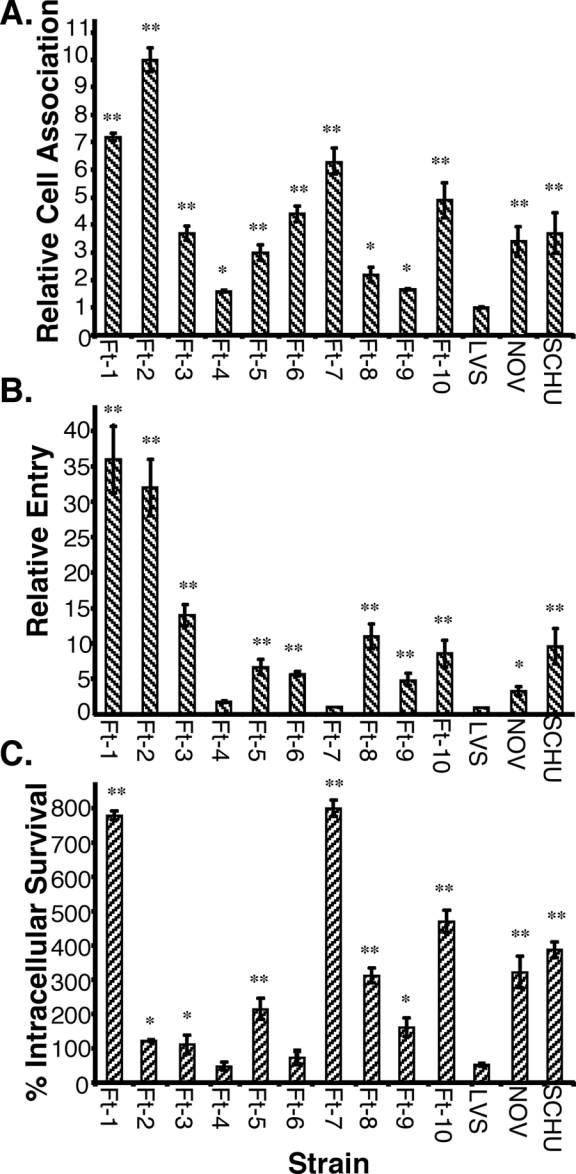 A.
Relative Cell Association
11
10
9
8
7
6
5
4
3
2
1
0
** ** ** * ** ** ** * * ** ** **
Ft-1 Ft-2 Ft-3 Ft-4 Ft-5 Ft-6 Ft-7 Ft-8 Ft-9 Ft-10 LVS NOV SCHU
B.
Relative Entry
40
35
30
25
20
15
10
5
0
** ** ** ** ** ** ** ** * **
Ft-1 Ft-2 Ft-3 Ft-4 Ft-5 Ft-6 Ft-7 Ft-8 Ft-9 Ft-10 LVS NOV SCHU
C.
% Intracellular Survival
800
700
600
500
400
300
200
100
0
** * * ** ** ** * ** ** **
Ft-1 Ft-2 Ft-3 Ft-4 Ft-5 Ft-6 Ft-7 Ft-8 Ft-9 Ft-10 LVS NOV SCHU
Strain